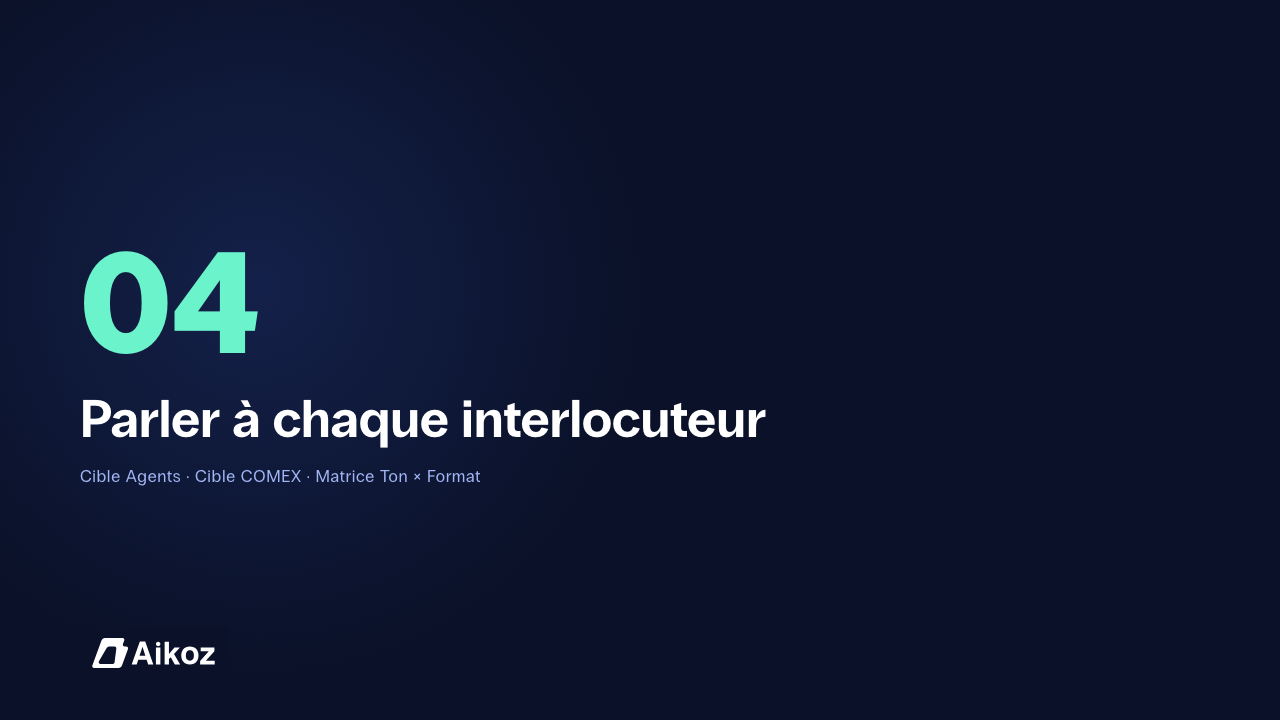 04
Parler à chaque interlocuteur
Cible Agents · Cible COMEX · Matrice Ton × Format
Aikoz